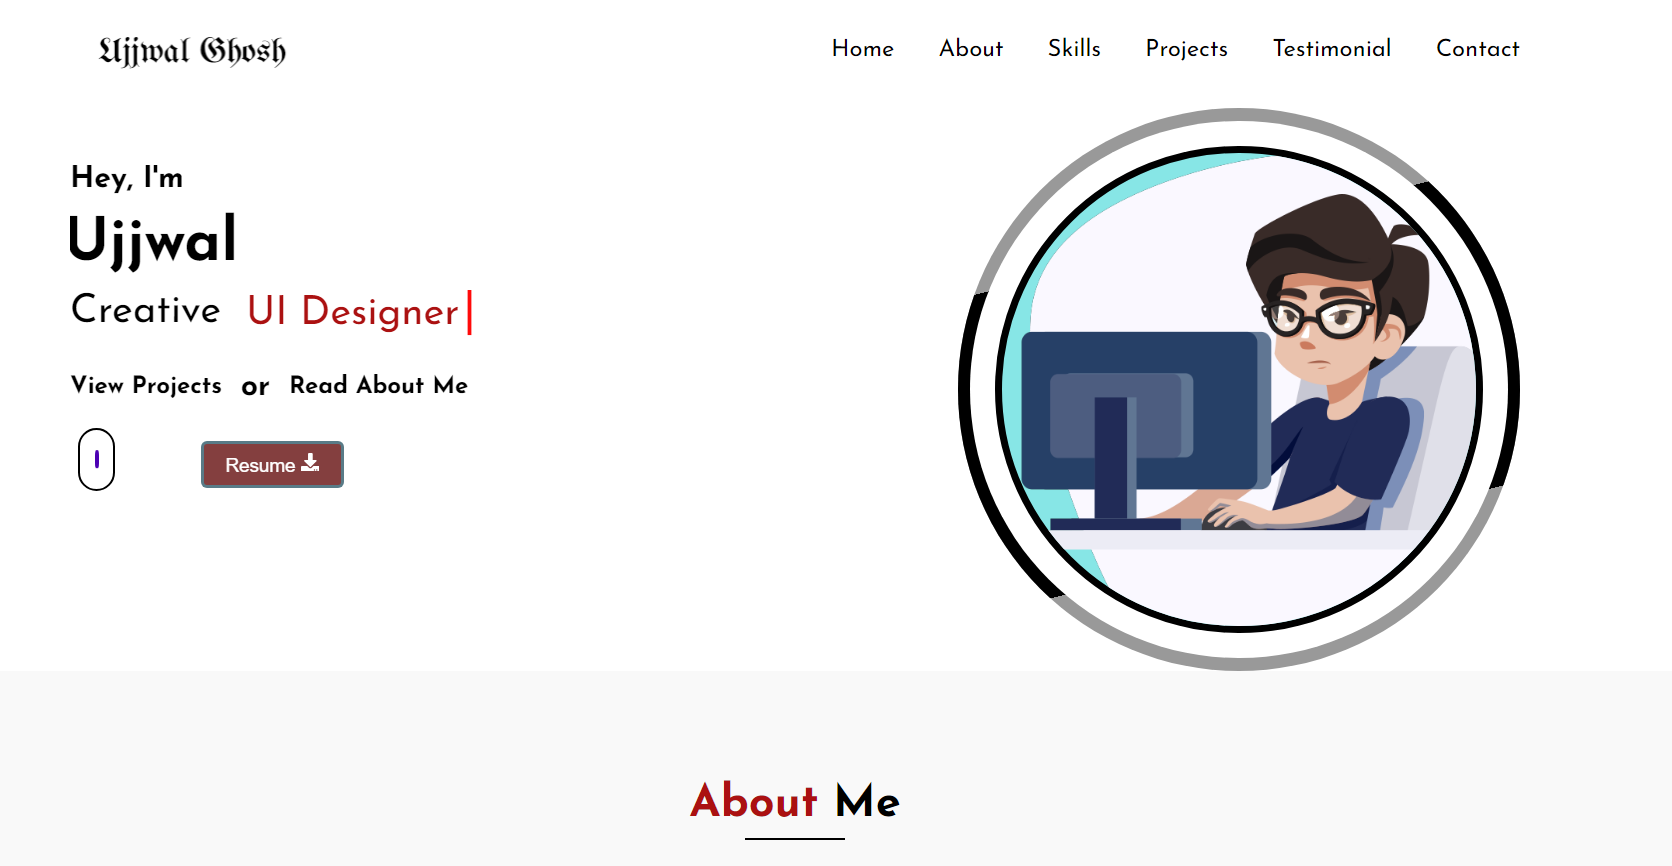 Ujjwal Ghosh
Home About Skills Projects Testimonial Contact
Hey, I'm
Ujjwal
Creative UI Designer
View Projects or Read About Me
Resume
About Me